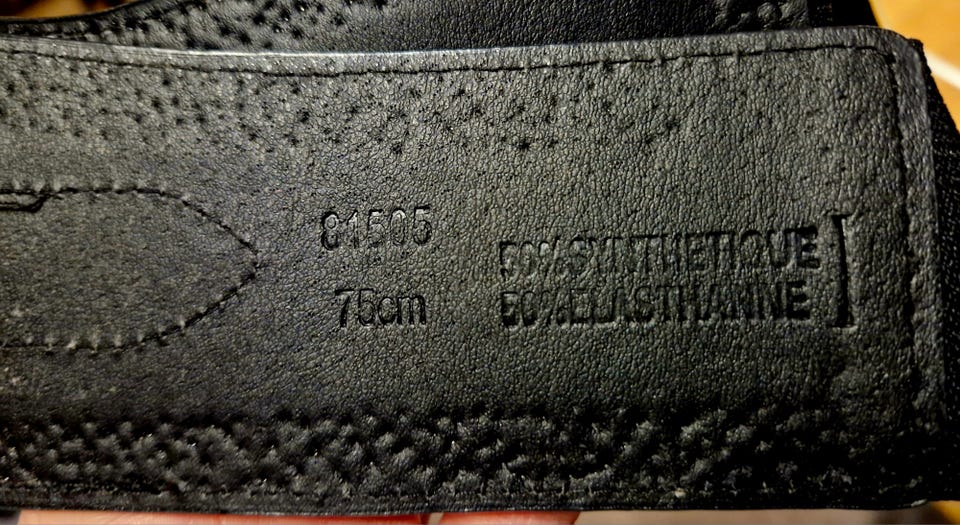 81505
75cm
50%SYNTHETIQUE
50%ELASTHANNE